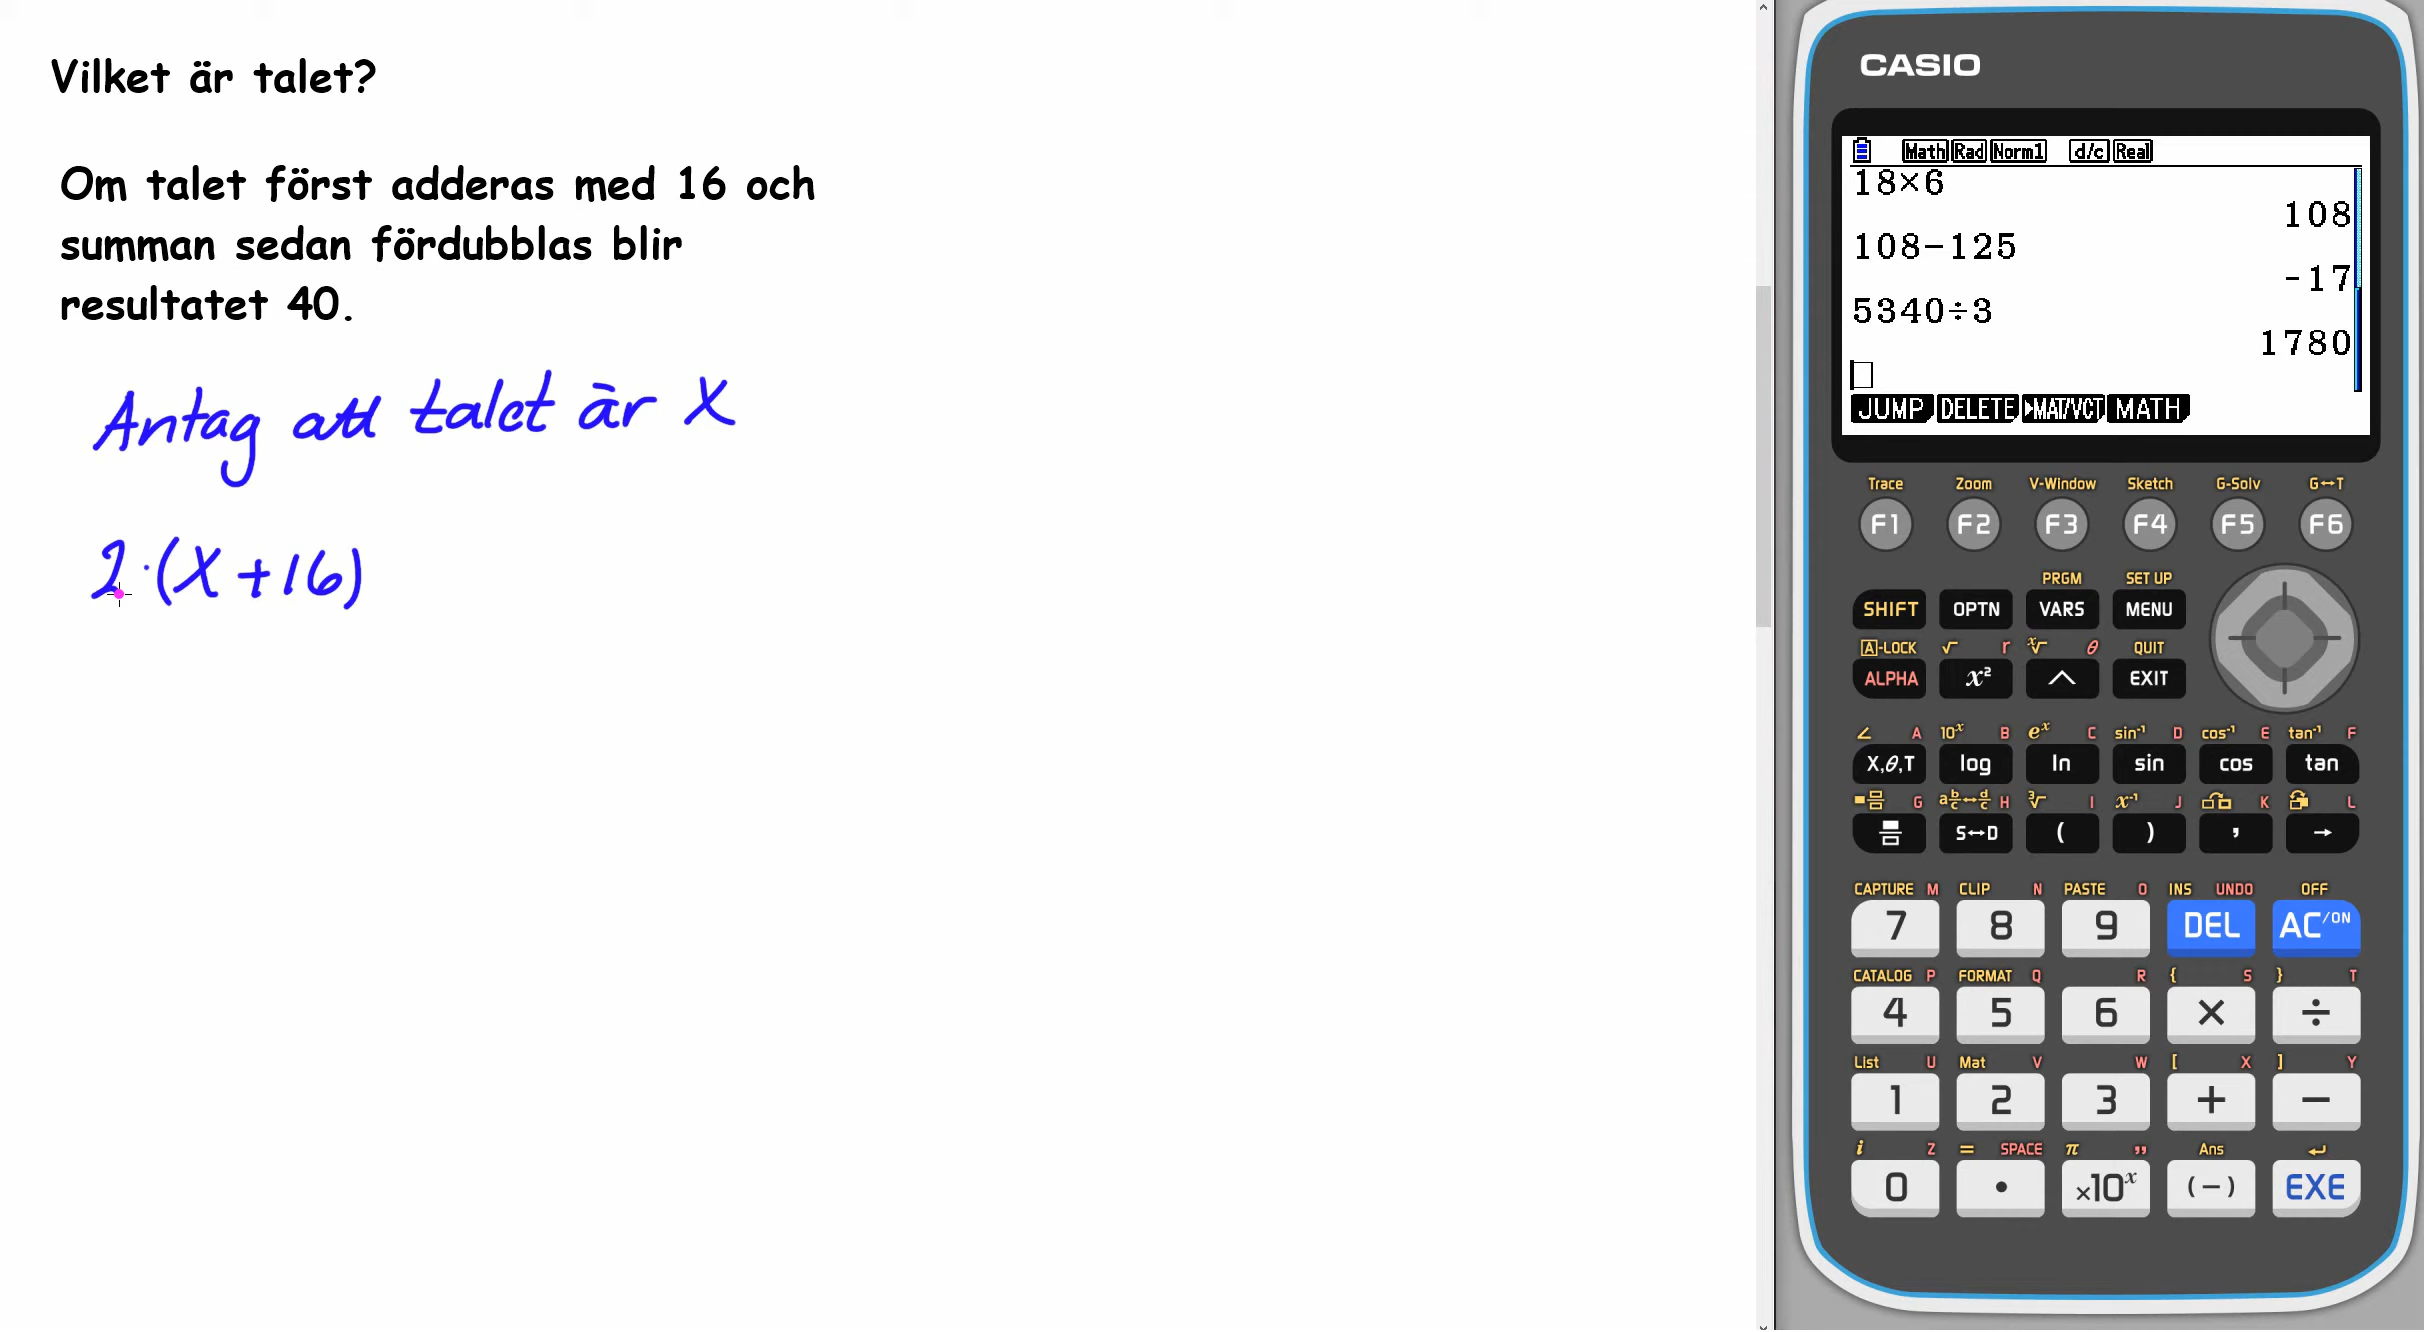 Vilket är talet?
Om talet först adderas med 16 och
summan sedan fördubblas blir
resultatet 40.
Antag att talet är X
2·(X+16)
CASIO
Math Rad Norm1 d/c Real
18×6
108
108-125
-17
5340÷3
1780
JUMP DELETE ►MAT/VCT MATH
Trace Zoom V-Window Sketch G-Solv G↔T
F1 F2 F3 F4 F5 F6
PRGM SET UP
SHIFT OPTN VARS MENU
A-LOCK √ r ˣ√ θ QUIT
ALPHA x² ^ EXIT
∠ A 10ˣ B eˣ C sin⁻¹ D cos⁻¹ E tan⁻¹ F
X,θ,T log ln sin cos tan
G a b/c↔d/c H ³√ I x⁻¹ J K L
S↔D ( ) , →
CAPTURE M CLIP N PASTE O INS UNDO OFF
7 8 9 DEL AC/ON
CATALOG P FORMAT Q R { S } T
4 5 6 × ÷
List U Mat V W [ X ] Y
1 2 3 + −
i Z = SPACE π " Ans ↵
0 • ×10ˣ (−) EXE